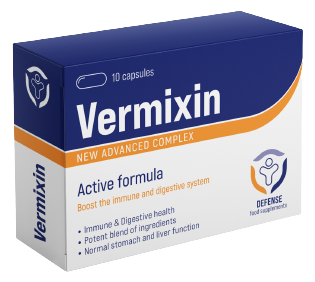 10 capsules
Vermixin
NEW ADVANCED COMPLEX
Active formula
Boost the immune and digestive system
• Immune & Digestive health
• Potent blend of ingredients
• Normal stomach and liver function
DEFENSE
food supplements
Vermixin